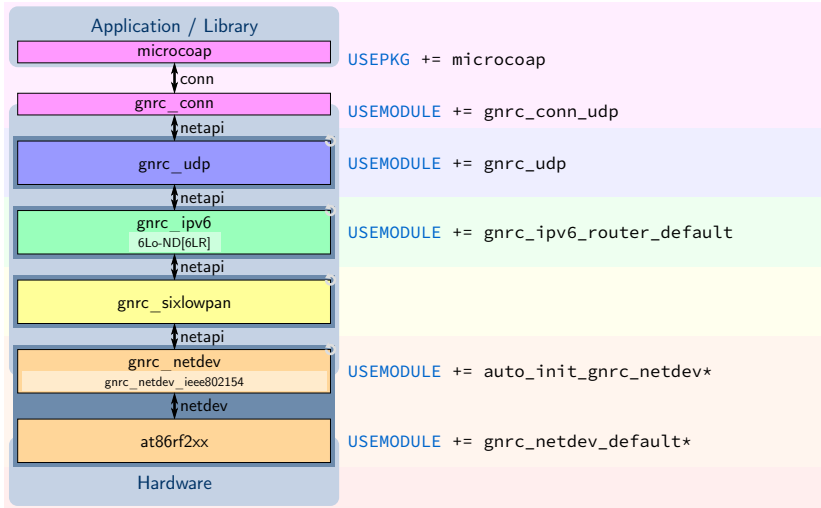 Application / Library
microcoap
USEPKG += microcoap
conn
gnrc_conn
USEMODULE += gnrc_conn_udp
netapi
gnrc_udp
USEMODULE += gnrc_udp
netapi
gnrc_ipv6
6Lo-ND[6LR]
USEMODULE += gnrc_ipv6_router_default
netapi
gnrc_sixlowpan
netapi
gnrc_netdev
gnrc_netdev_ieee802154
USEMODULE += auto_init_gnrc_netdev*
netdev
at86rf2xx
USEMODULE += gnrc_netdev_default*
Hardware